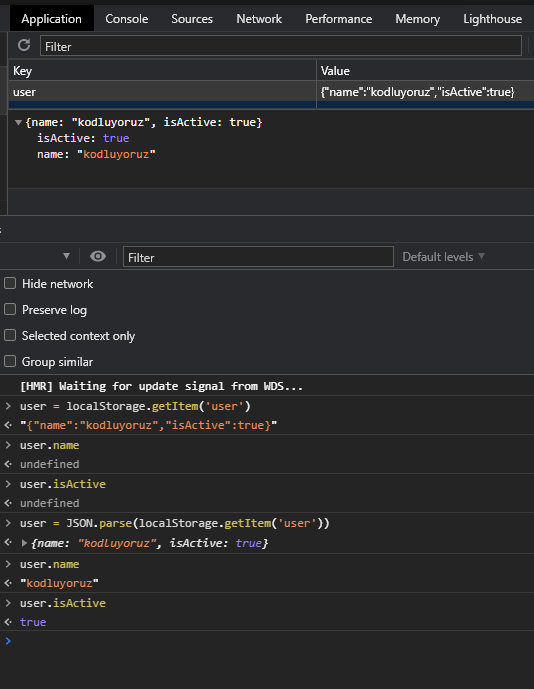 Application Console Sources Network Performance Memory Lighthouse
Filter
Key Value
user {"name":"kodluyoruz","isActive":true}
{name: "kodluyoruz", isActive: true}
isActive: true
name: "kodluyoruz"
Filter Default levels
Hide network
Preserve log
Selected context only
Group similar
[HMR] Waiting for update signal from WDS...
user = localStorage.getItem('user')
"{"name":"kodluyoruz","isActive":true}"
user.name
undefined
user.isActive
undefined
user = JSON.parse(localStorage.getItem('user'))
{name: "kodluyoruz", isActive: true}
user.name
"kodluyoruz"
user.isActive
true